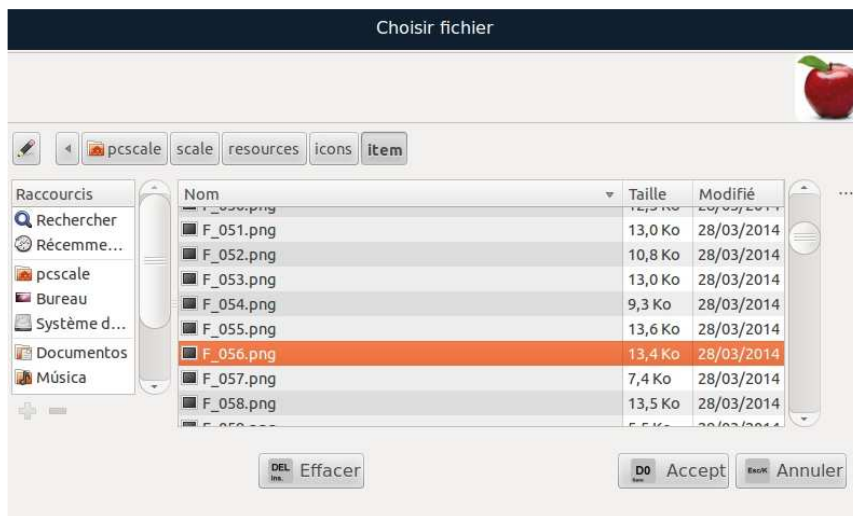 Choisir fichier
pcscale scale resources icons item
Raccourcis
Rechercher
Récemme...
pcscale
Bureau
Système d...
Documentos
Música
Nom Taille Modifié
F_051.png 13,0 Ko 28/03/2014
F_052.png 10,8 Ko 28/03/2014
F_053.png 13,0 Ko 28/03/2014
F_054.png 9,3 Ko 28/03/2014
F_055.png 13,6 Ko 28/03/2014
F_056.png 13,4 Ko 28/03/2014
F_057.png 7,4 Ko 28/03/2014
F_058.png 13,5 Ko 28/03/2014
...
DEL Ins. Effacer D0 Accept Esc/K Annuler